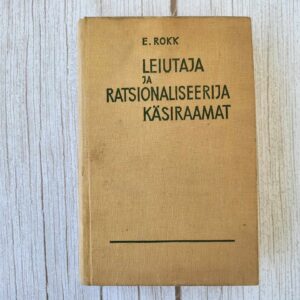 E. ROKK
LEIUTAJA
JA
RATSIONALISEERIJA
KÄSIRAAMAT